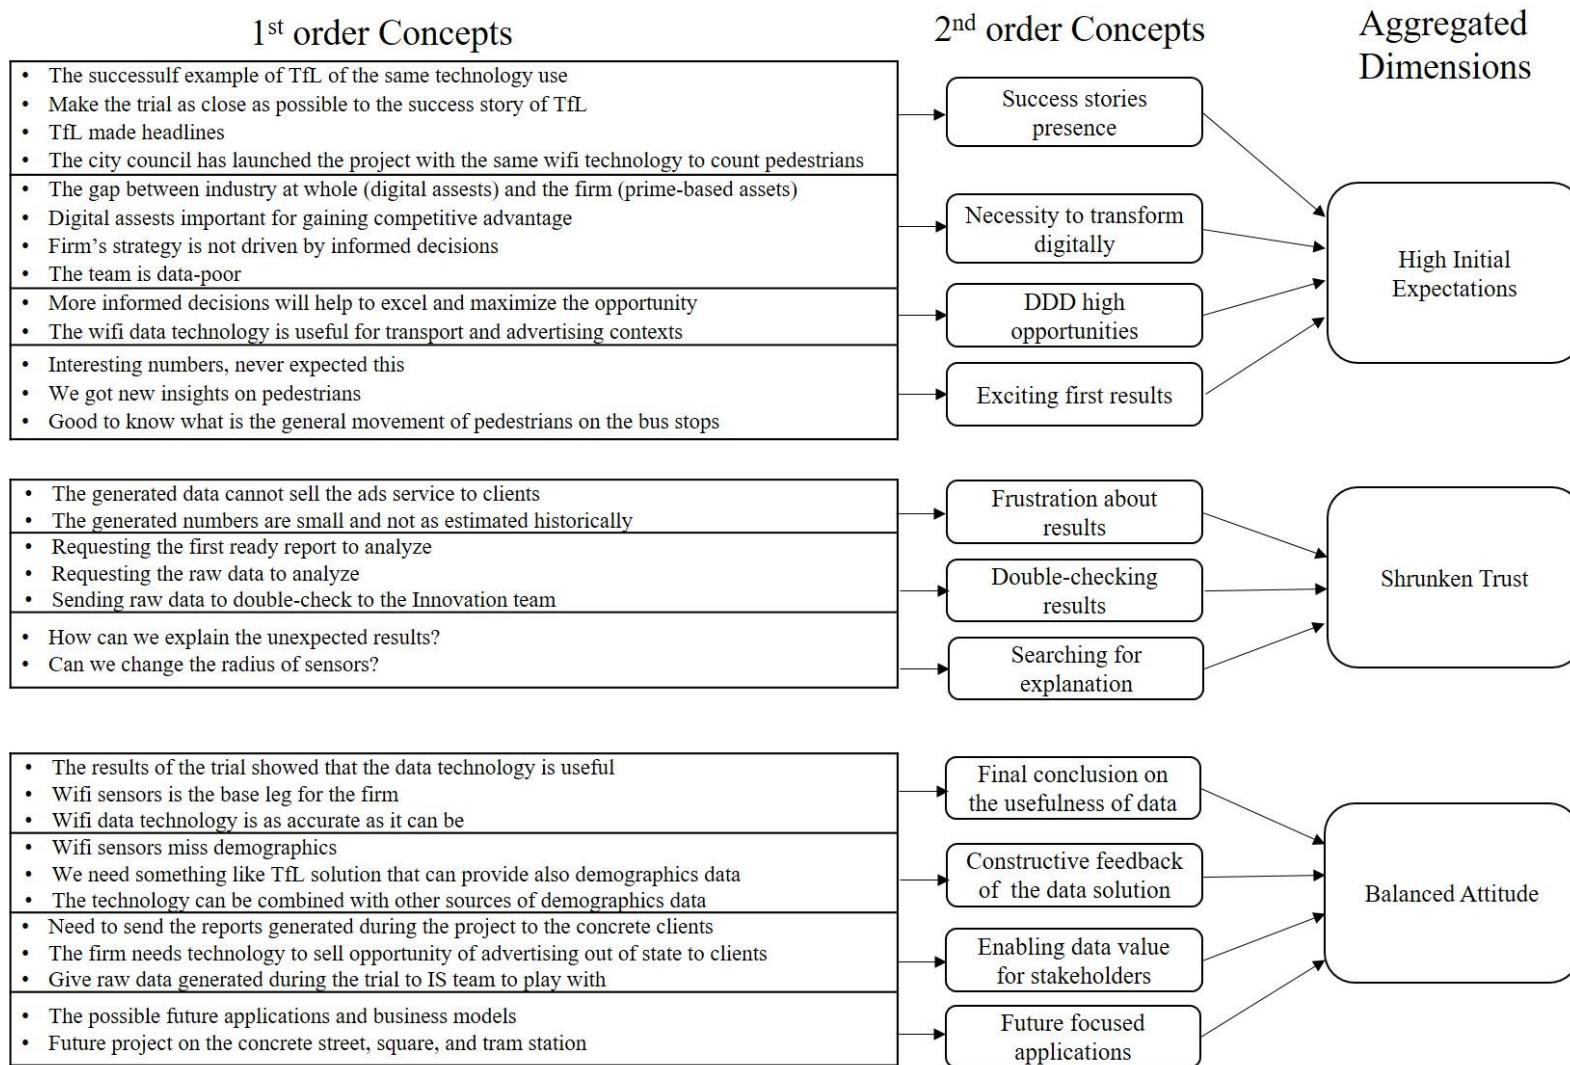 1st order Concepts
2nd order Concepts
Aggregated
Dimensions
• The successulf example of TfL of the same technology use
• Make the trial as close as possible to the success story of TfL
• TfL made headlines
• The city council has launched the project with the same wifi technology to count pedestrians
Success stories
presence
• The gap between industry at whole (digital assests) and the firm (prime-based assets)
• Digital assests important for gaining competitive advantage
• Firm's strategy is not driven by informed decisions
• The team is data-poor
Necessity to transform
digitally
• More informed decisions will help to excel and maximize the opportunity
• The wifi data technology is useful for transport and advertising contexts
DDD high
opportunities
• Interesting numbers, never expected this
• We got new insights on pedestrians
• Good to know what is the general movement of pedestrians on the bus stops
Exciting first results
High Initial
Expectations
• The generated data cannot sell the ads service to clients
• The generated numbers are small and not as estimated historically
Frustration about
results
• Requesting the first ready report to analyze
• Requesting the raw data to analyze
• Sending raw data to double-check to the Innovation team
Double-checking
results
• How can we explain the unexpected results?
• Can we change the radius of sensors?
Searching for
explanation
Shrunken Trust
• The results of the trial showed that the data technology is useful
• Wifi sensors is the base leg for the firm
• Wifi data technology is as accurate as it can be
Final conclusion on
the usefulness of data
• Wifi sensors miss demographics
• We need something like TfL solution that can provide also demographics data
• The technology can be combined with other sources of demographics data
Constructive feedback
of the data solution
• Need to send the reports generated during the project to the concrete clients
• The firm needs technology to sell opportunity of advertising out of state to clients
• Give raw data generated during the trial to IS team to play with
Enabling data value
for stakeholders
• The possible future applications and business models
• Future project on the concrete street, square, and tram station
Future focused
applications
Balanced Attitude